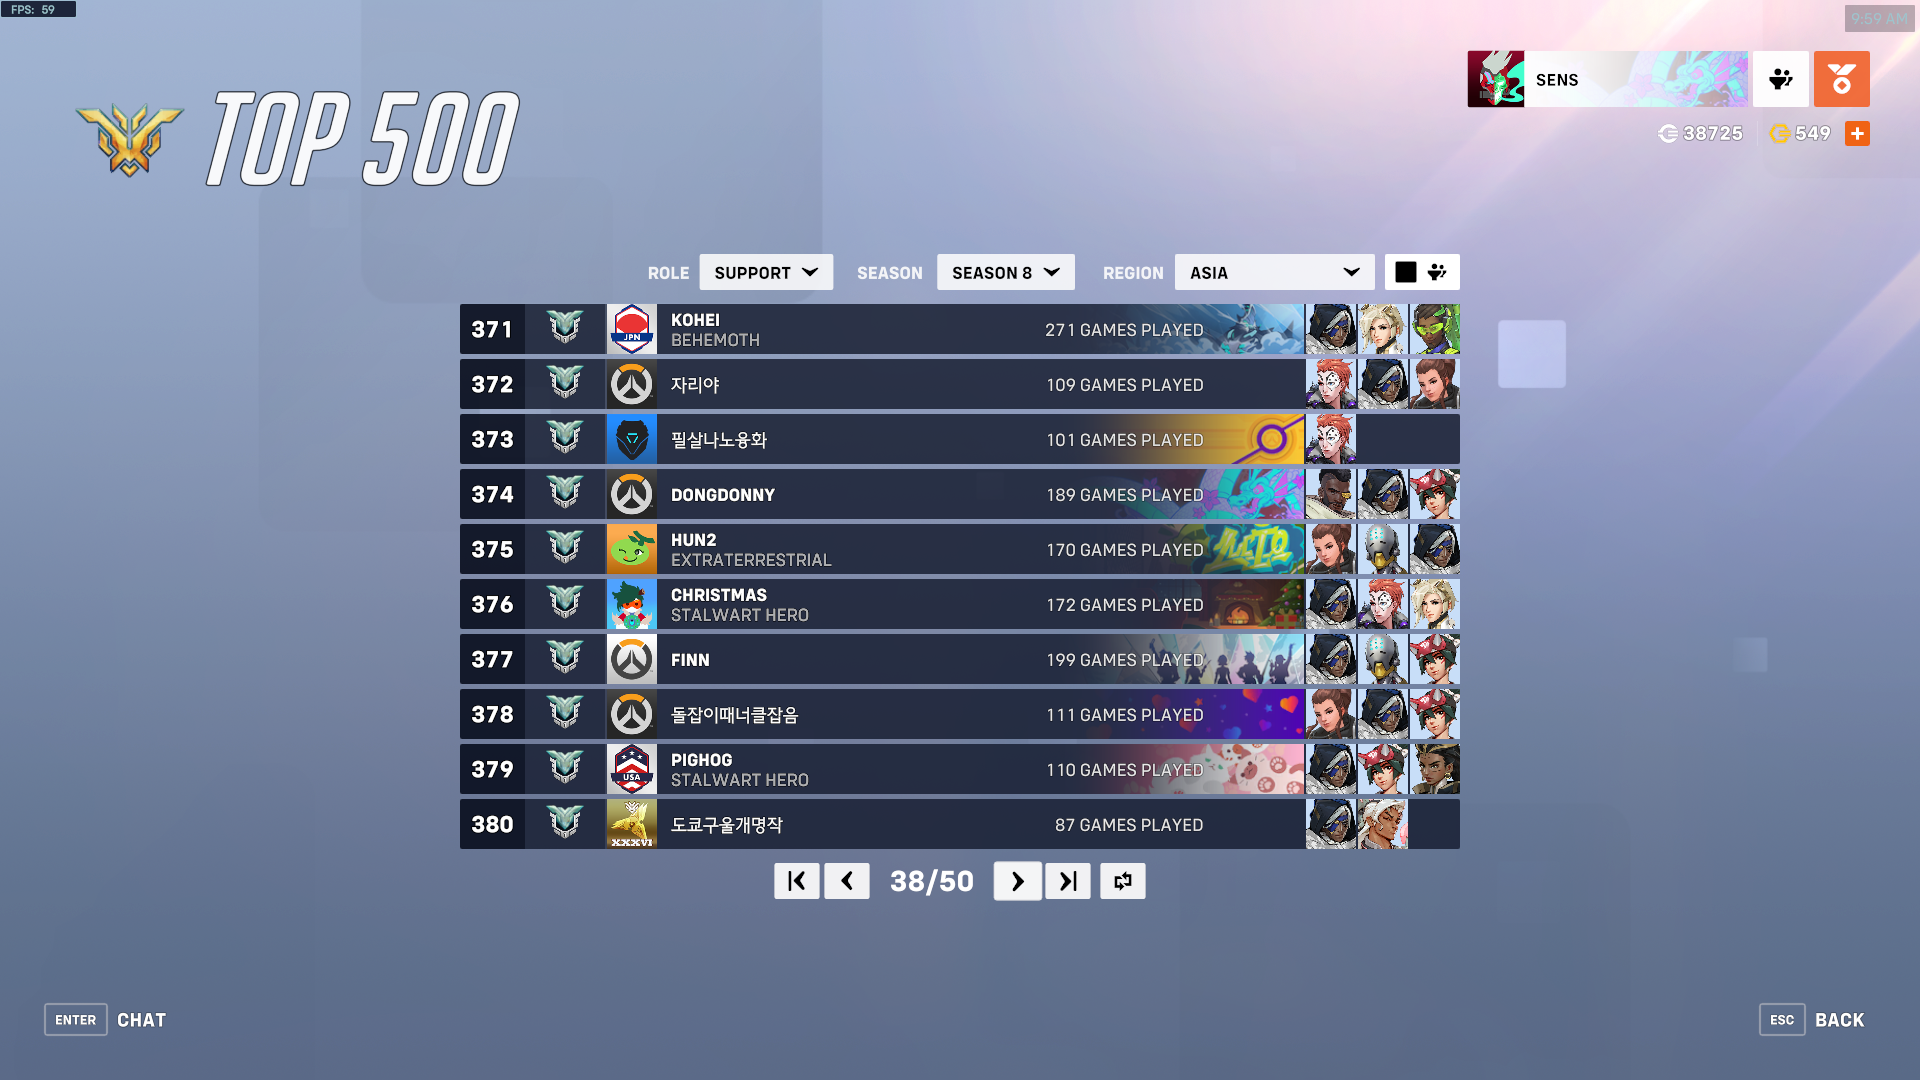 FPS: 59
9:59 AM
TOP 500
SENS
38725
549
ROLE SUPPORT SEASON SEASON 8 REGION ASIA
371 JPN KOHEI 271 GAMES PLAYED
BEHEMOTH
372 자리야 109 GAMES PLAYED
373 필살나노융화 101 GAMES PLAYED
374 DONGDONNY 189 GAMES PLAYED
375 HUN2 170 GAMES PLAYED
EXTRATERRESTRIAL
376 CHRISTMAS 172 GAMES PLAYED
STALWART HERO
377 FINN 199 GAMES PLAYED
378 돌잡이때너클잡음 111 GAMES PLAYED
379 USA PIGHOG 110 GAMES PLAYED
STALWART HERO
380 XXXVI 도쿄구울개명작 87 GAMES PLAYED
38/50
ENTER CHAT
ESC BACK